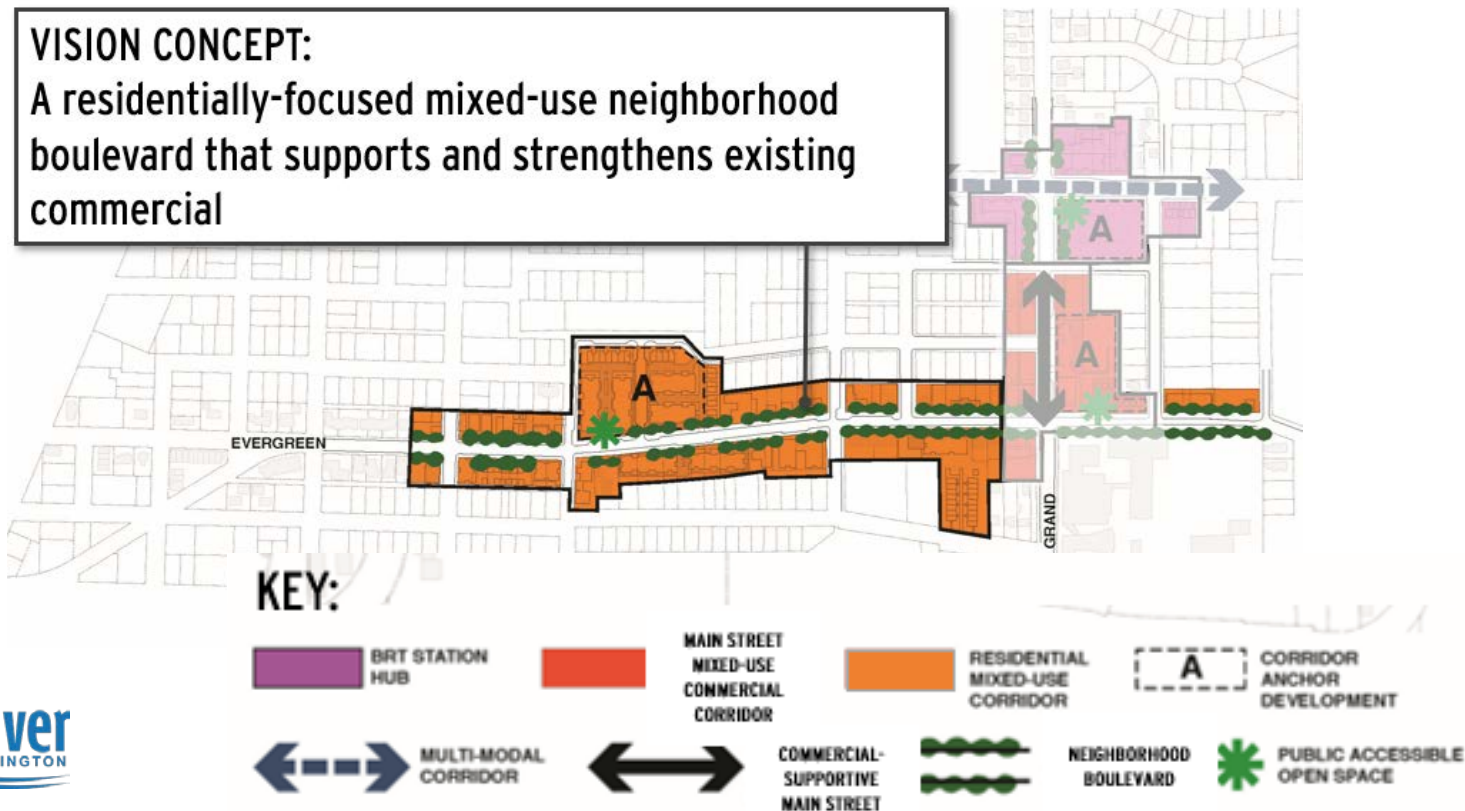 VISION CONCEPT:
A residentially-focused mixed-use neighborhood
boulevard that supports and strengthens existing
commercial
A
A
A
EVERGREEN
GRAND
KEY:
BRT STATION
HUB
MAIN STREET
MIXED-USE
COMMERCIAL
CORRIDOR
RESIDENTIAL
MIXED-USE
CORRIDOR
A
CORRIDOR
ANCHOR
DEVELOPMENT
MULTI-MODAL
CORRIDOR
COMMERCIAL-
SUPPORTIVE
MAIN STREET
NEIGHBORHOOD
BOULEVARD
PUBLIC ACCESSIBLE
OPEN SPACE
ver
INGTON